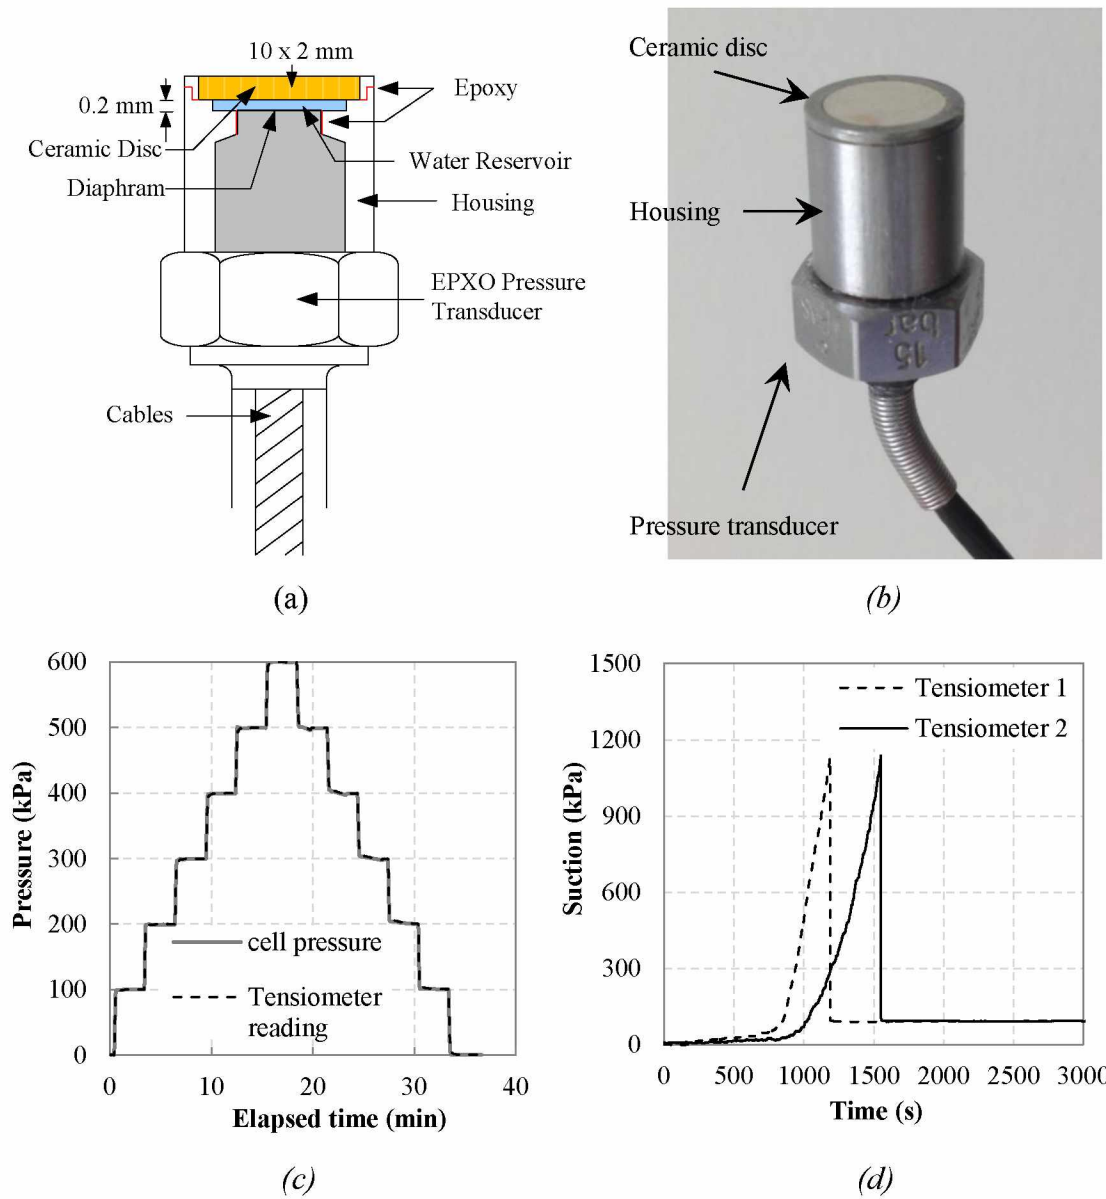 10 x 2 mm
Epoxy
0.2 mm
Ceramic Disc
Water Reservoir
Diaphram
Housing
EPXO Pressure
Transducer
Cables
(a)
Ceramic disc
Housing
15
bar
Pressure transducer
(b)
600
500
400
300
200
100
0
Pressure (kPa)
cell pressure
Tensiometer
reading
0 10 20 30 40
Elapsed time (min)
(c)
1500
1200
900
600
300
0
Suction (kPa)
Tensiometer 1
Tensiometer 2
0 500 1000 1500 2000 2500 3000
Time (s)
(d)